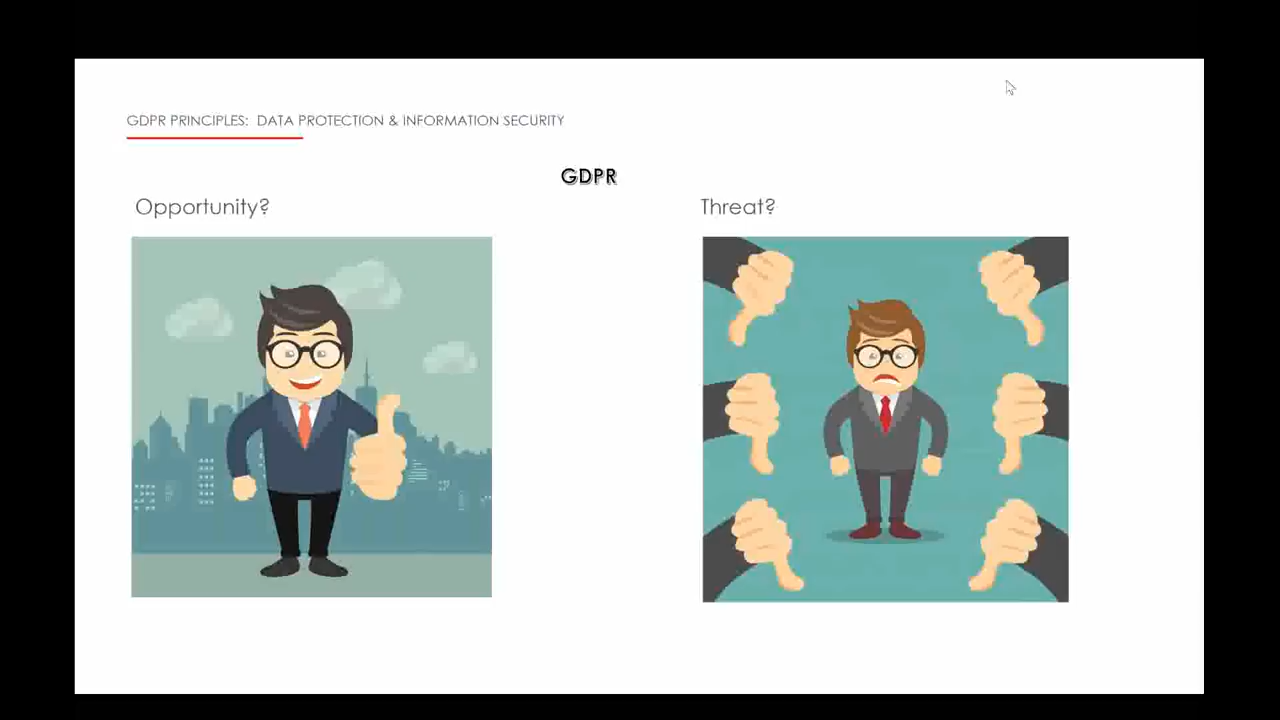 GDPR PRINCIPLES: DATA PROTECTION & INFORMATION SECURITY
GDPR
Opportunity?
Threat?